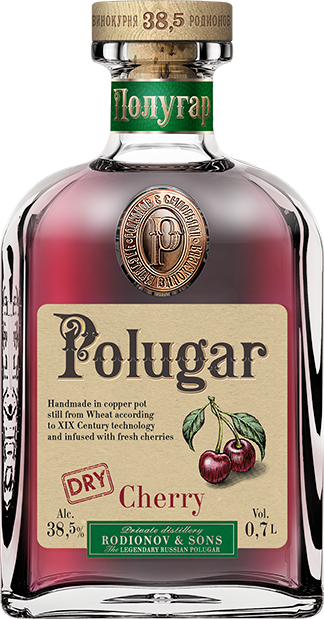 ВИНОКУРНЯ 38,5 РОДИОНОВ
Полугар
P
Polugar
Handmade in copper pot
still from Wheat according
to XIX Century technology
and infused with fresh cherries
DRY
Cherry
Alc.
38,5%
Vol.
0,7L
Private distillery
RODIONOV & SONS
The LEGENDARY RUSSIAN POLUGAR